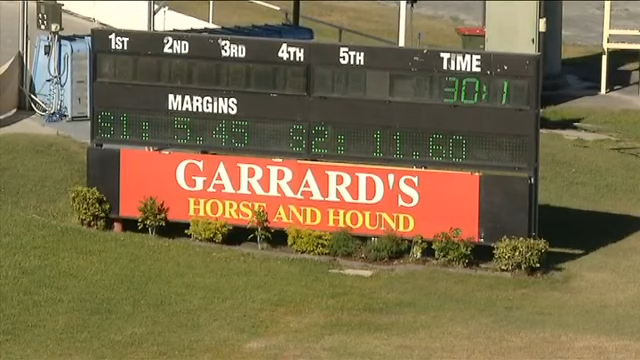 1ST 2ND 3RD 4TH 5TH TIME
30:1
MARGINS
S1: 5.45 S2: 11.60
GARRARD'S
HORSE AND HOUND